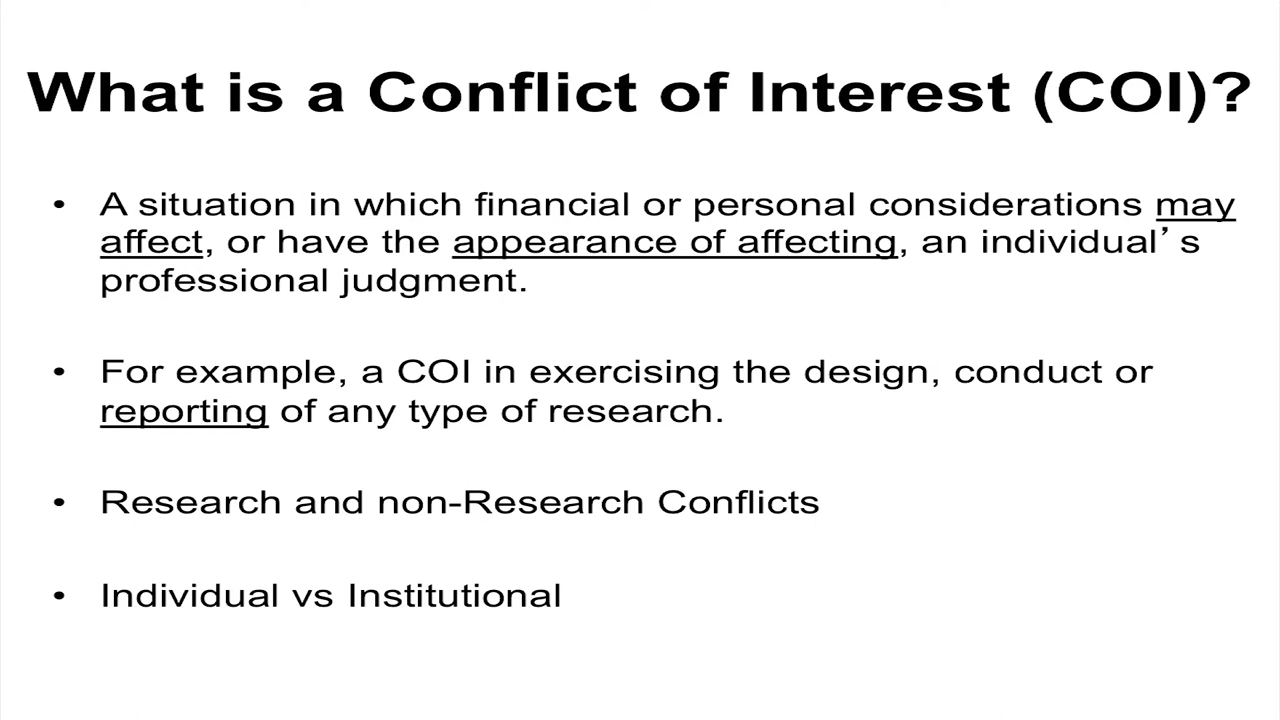 What is a Conflict of Interest (COI)?
• A situation in which financial or personal considerations may
affect, or have the appearance of affecting, an individual’s
professional judgment.
• For example, a COI in exercising the design, conduct or
reporting of any type of research.
• Research and non-Research Conflicts
• Individual vs Institutional